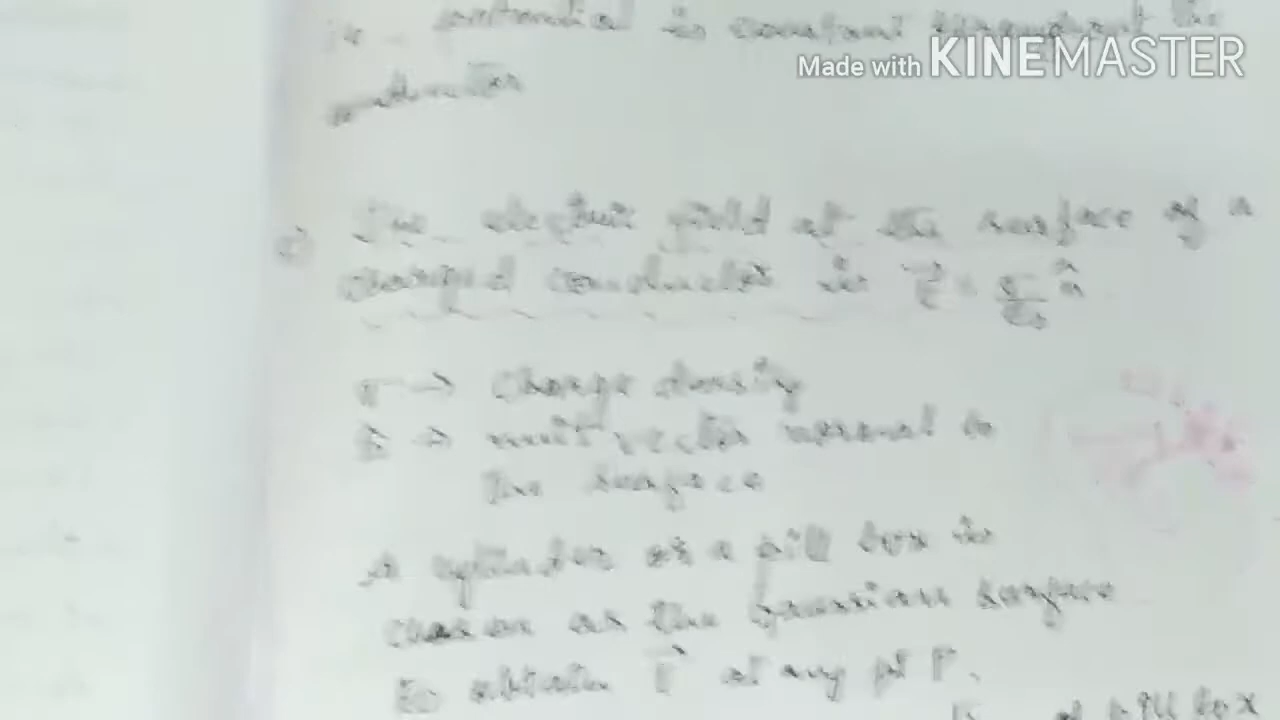 ie - potential is constant throughout the
Made with KINEMASTER
conductor
c) The electric field at the surface of a
charged conductor is E⃗ = σ/ε₀ n̂
σ → Charge density
n̂ → unit vector normal to
the surface
A cylinder or a pill box is
chosen as the Gaussian surface
to obtain E⃗ at any pt P.
of pill box